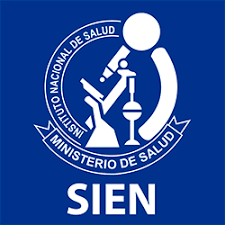 INSTITUTO NACIONAL DE SALUD
MINISTERIO DE SALUD
SIEN